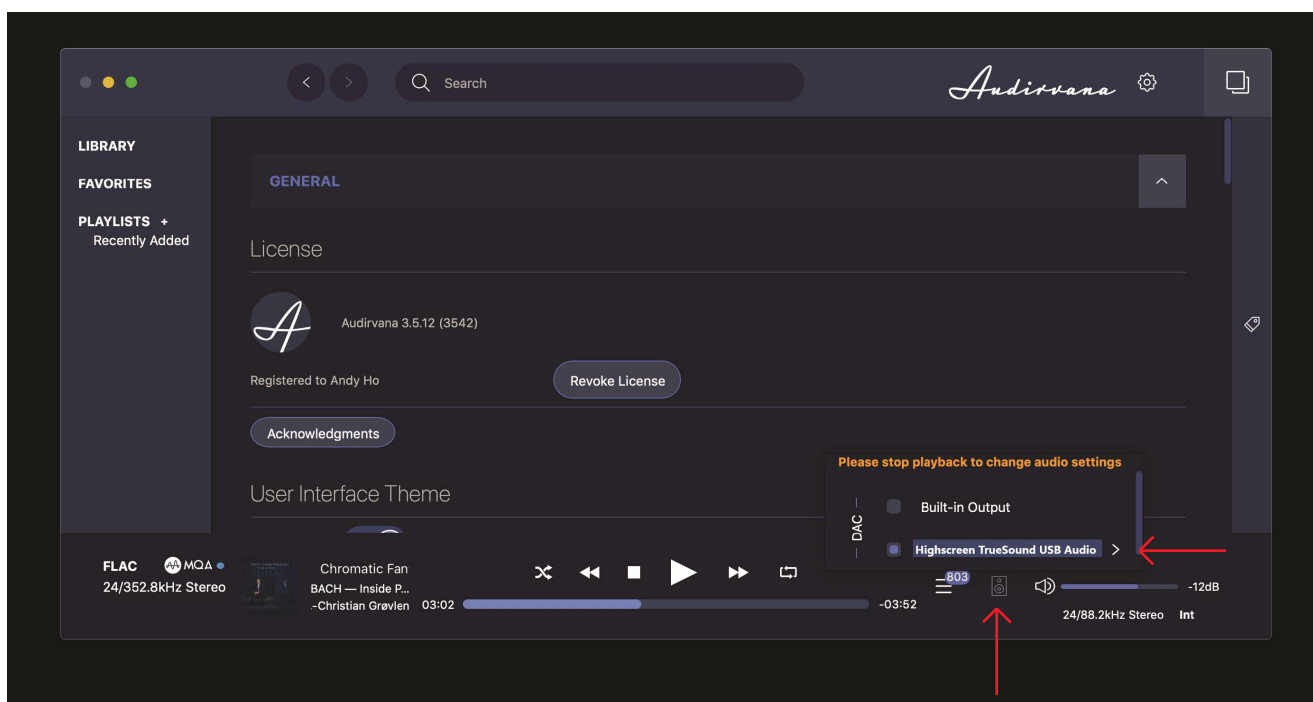 Search
Audirvana
LIBRARY
FAVORITES
PLAYLISTS +
Recently Added
GENERAL
License
Audirvana 3.5.12 (3542)
Registered to Andy Ho
Revoke License
Acknowledgments
User Interface Theme
Please stop playback to change audio settings
DAC
Built-in Output
Highscreen TrueSound USB Audio
FLAC MQA
24/352.8kHz Stereo
Chromatic Fan
BACH — Inside P...
.-Christian Grøvlen
03:02
-03:52
803
-12dB
24/88.2kHz Stereo Int